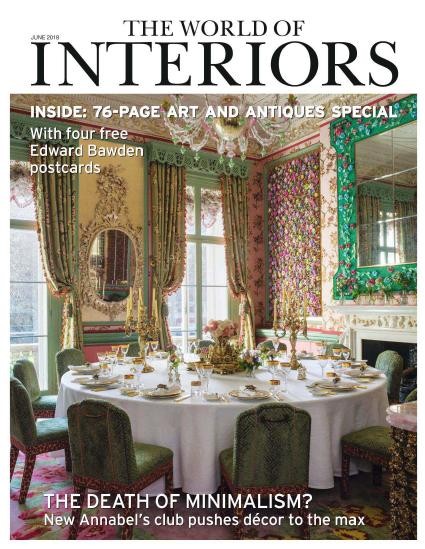 THE WORLD OF
JUNE 2018
INTERIORS
INSIDE: 76-PAGE ART AND ANTIQUES SPECIAL
With four free
Edward Bawden
postcards
THE DEATH OF MINIMALISM?
New Annabel's club pushes décor to the max